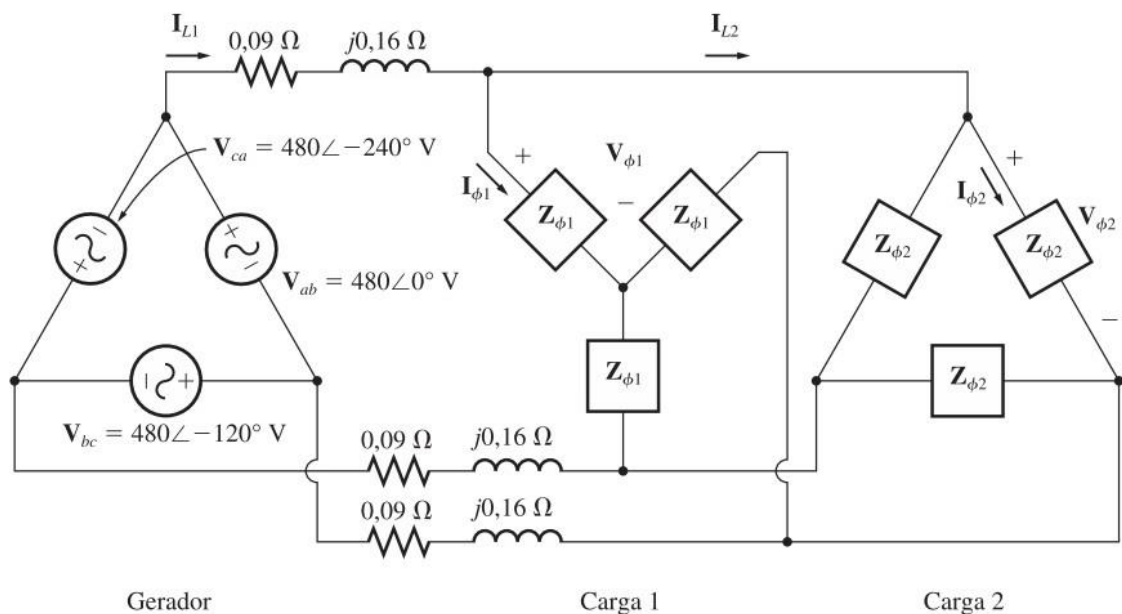 I_L1
0,09 Ω
j0,16 Ω
I_L2
V_ca = 480∠−240° V
+
V_ϕ1
I_ϕ1
−
Z_ϕ1
Z_ϕ1
+
I_ϕ2
V_ϕ2
Z_ϕ2
Z_ϕ2
−
−
+
+
−
V_ab = 480∠0° V
Z_ϕ1
Z_ϕ2
− +
V_bc = 480∠−120° V
0,09 Ω
j0,16 Ω
0,09 Ω
j0,16 Ω
Gerador
Carga 1
Carga 2